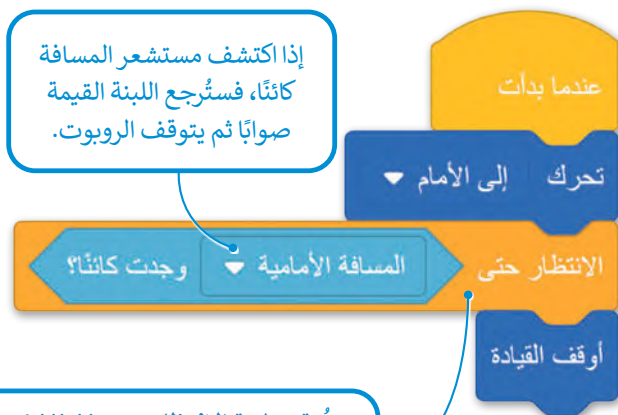 إذا اكتشف مستشعر المسافة
كائنًا، فستُرجع اللبنة القيمة
صوابًا ثم يتوقف الروبوت.
عندما بدأت
تحرك إلى الأمام
الانتظار حتى المسافة الأمامية وجدت كائنًا؟
أوقف القيادة